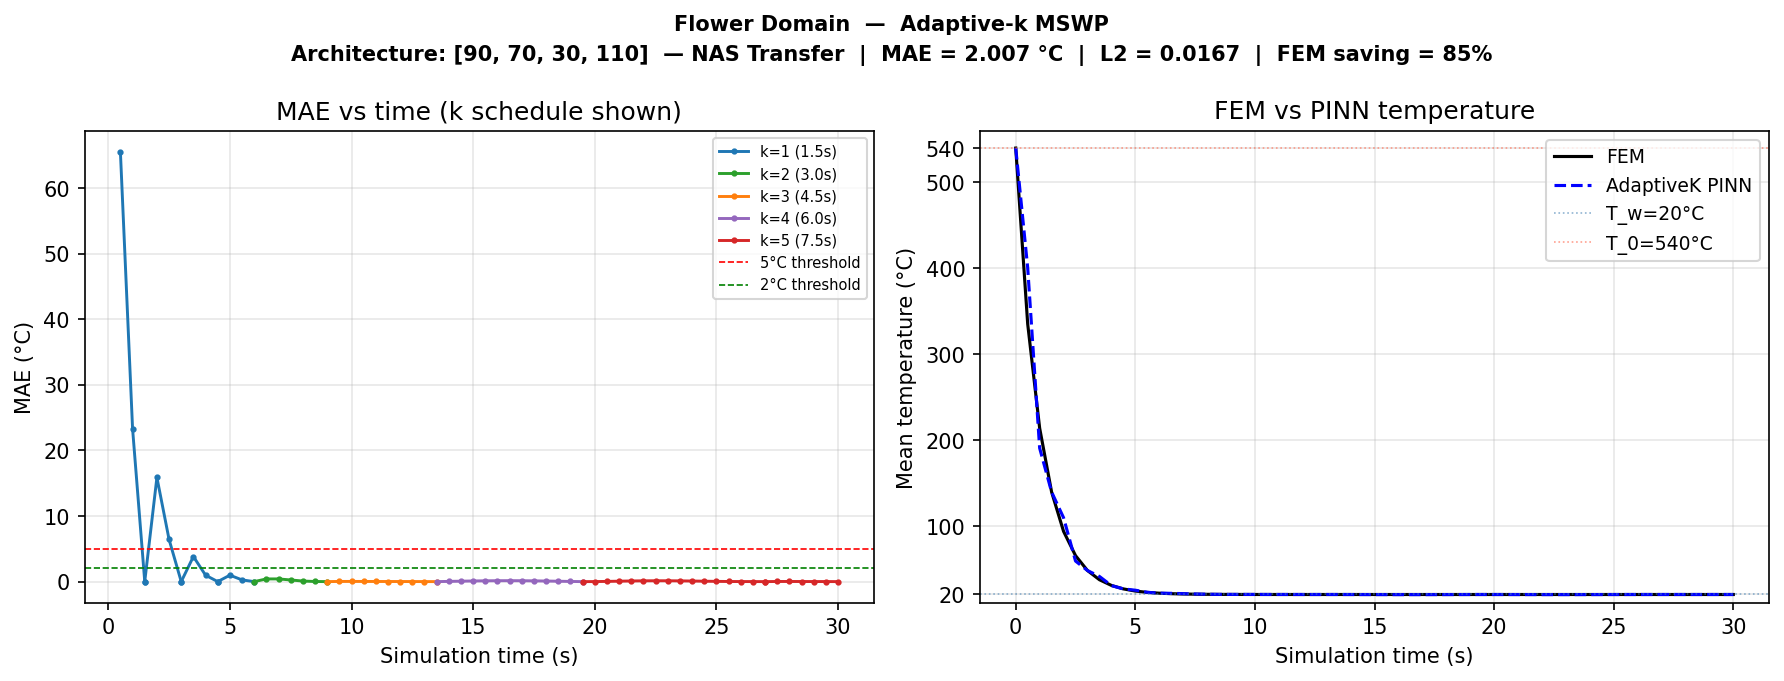 Flower Domain — Adaptive-k MSWP
Architecture: [90, 70, 30, 110] — NAS Transfer | MAE = 2.007 °C | L2 = 0.0167 | FEM saving = 85%
MAE vs time (k schedule shown)
MAE (°C)
60
50
40
30
20
10
0
0 5 10 15 20 25 30
Simulation time (s)
k=1 (1.5s)
k=2 (3.0s)
k=3 (4.5s)
k=4 (6.0s)
k=5 (7.5s)
5°C threshold
2°C threshold
FEM vs PINN temperature
Mean temperature (°C)
540
500
400
300
200
100
20
0 5 10 15 20 25 30
Simulation time (s)
FEM
AdaptiveK PINN
T_w=20°C
T_0=540°C